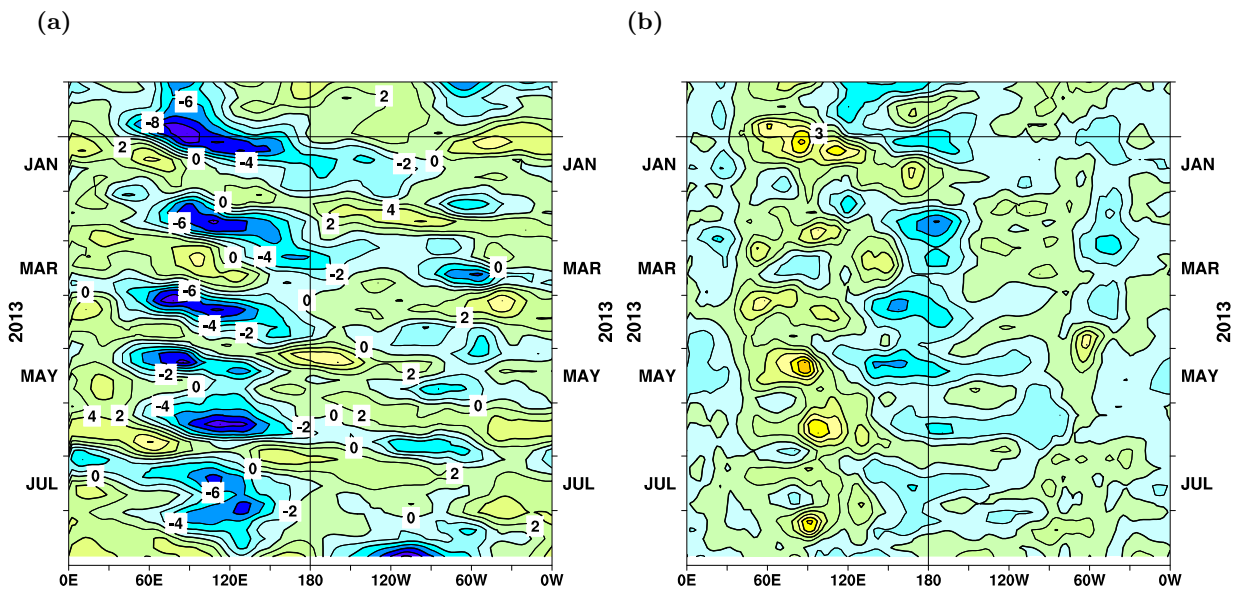 (a) (b)
-6 2
-8 3
2 0 -4 -2 0
JAN JAN JAN JAN
0 4
-6 2
0 -4
MAR -2 0 MAR MAR MAR
0 -6 0
-4 -2 2
2013 2013 2013 2013
0
-2 2
MAY 0 MAY MAY MAY
-4 0
4 2 -2 0 2
0
0 0 2
JUL -6 JUL JUL JUL
-4 -2 0 2
0E 60E 120E 180 120W 60W 0W 0E 60E 120E 180 120W 60W 0W